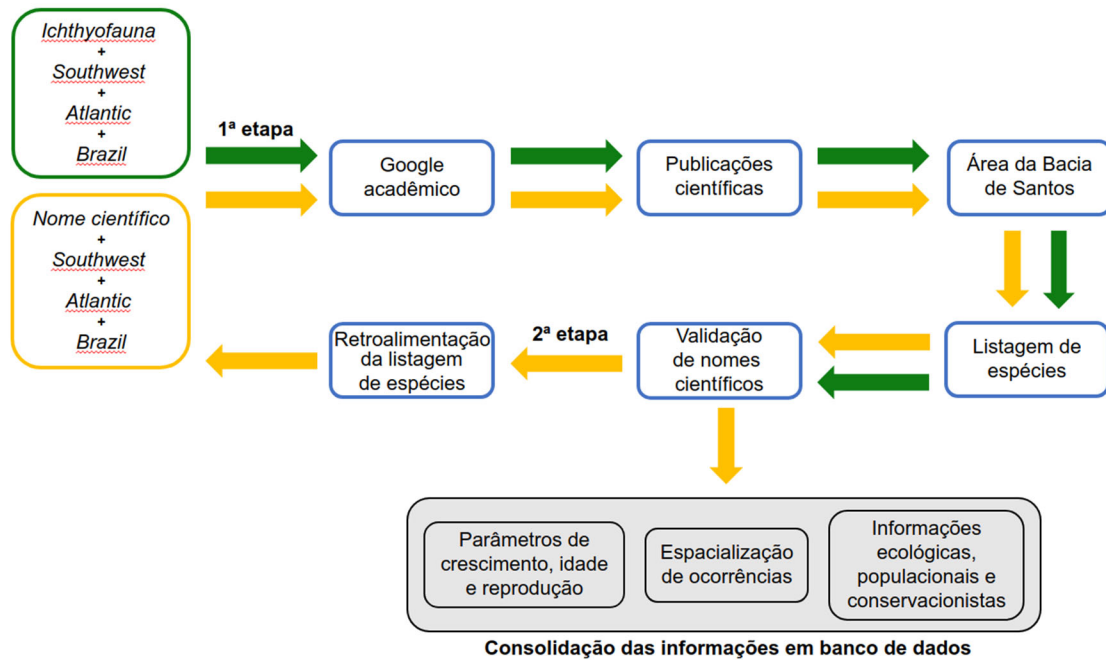 Ichthyofauna
+
Southwest
+
Atlantic
+
Brazil
1ª etapa
Google
acadêmico
Publicações
científicas
Área da Bacia
de Santos
Nome científico
+
Southwest
+
Atlantic
+
Brazil
Retroalimentação
da listagem
de espécies
2ª etapa
Validação
de nomes
científicos
Listagem de
espécies
Parâmetros de
crescimento, idade
e reprodução
Espacialização
de ocorrências
Informações
ecológicas,
populacionais e
conservacionistas
Consolidação das informações em banco de dados